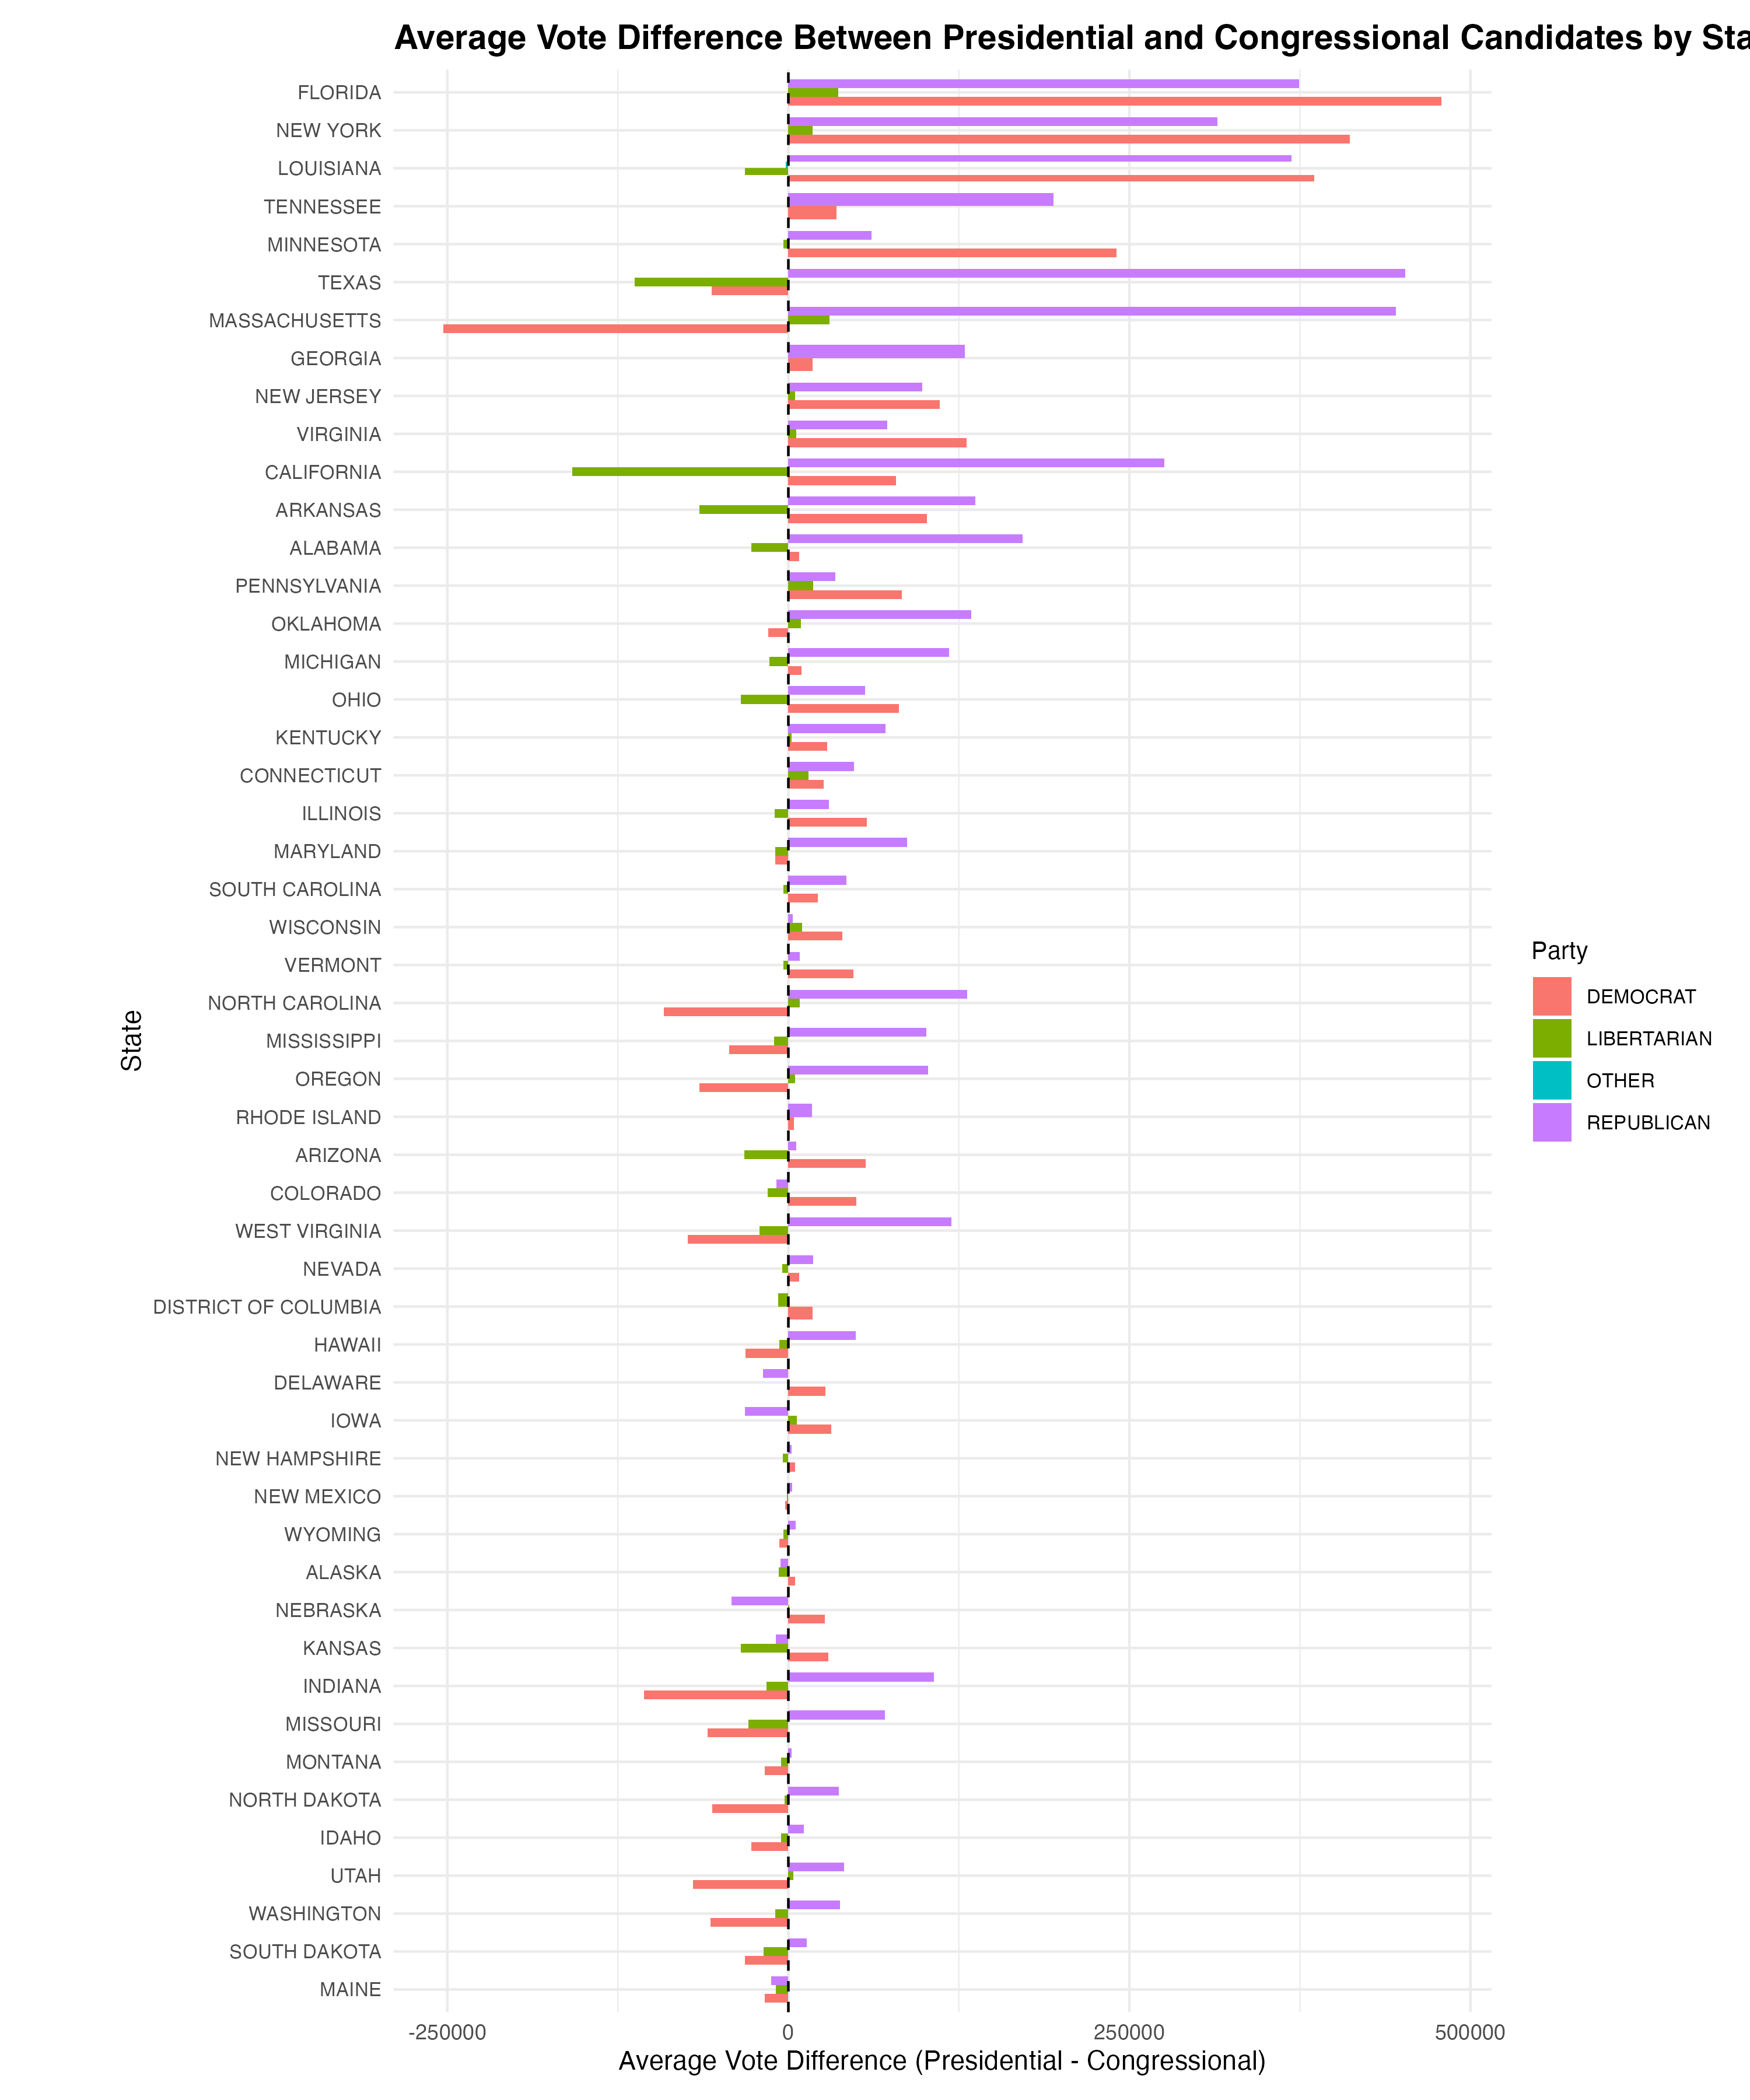 Average Vote Difference Between Presidential and Congressional Candidates by Sta
FLORIDA
NEW YORK
LOUISIANA
TENNESSEE
MINNESOTA
TEXAS
MASSACHUSETTS
GEORGIA
NEW JERSEY
VIRGINIA
CALIFORNIA
ARKANSAS
ALABAMA
PENNSYLVANIA
OKLAHOMA
MICHIGAN
OHIO
KENTUCKY
CONNECTICUT
ILLINOIS
MARYLAND
SOUTH CAROLINA
WISCONSIN
VERMONT
NORTH CAROLINA
MISSISSIPPI
OREGON
RHODE ISLAND
ARIZONA
COLORADO
WEST VIRGINIA
NEVADA
DISTRICT OF COLUMBIA
HAWAII
DELAWARE
IOWA
NEW HAMPSHIRE
NEW MEXICO
WYOMING
ALASKA
NEBRASKA
KANSAS
INDIANA
MISSOURI
MONTANA
NORTH DAKOTA
IDAHO
UTAH
WASHINGTON
SOUTH DAKOTA
MAINE
State
-250000 0 250000 500000
Average Vote Difference (Presidential - Congressional)
Party
DEMOCRAT
LIBERTARIAN
OTHER
REPUBLICAN